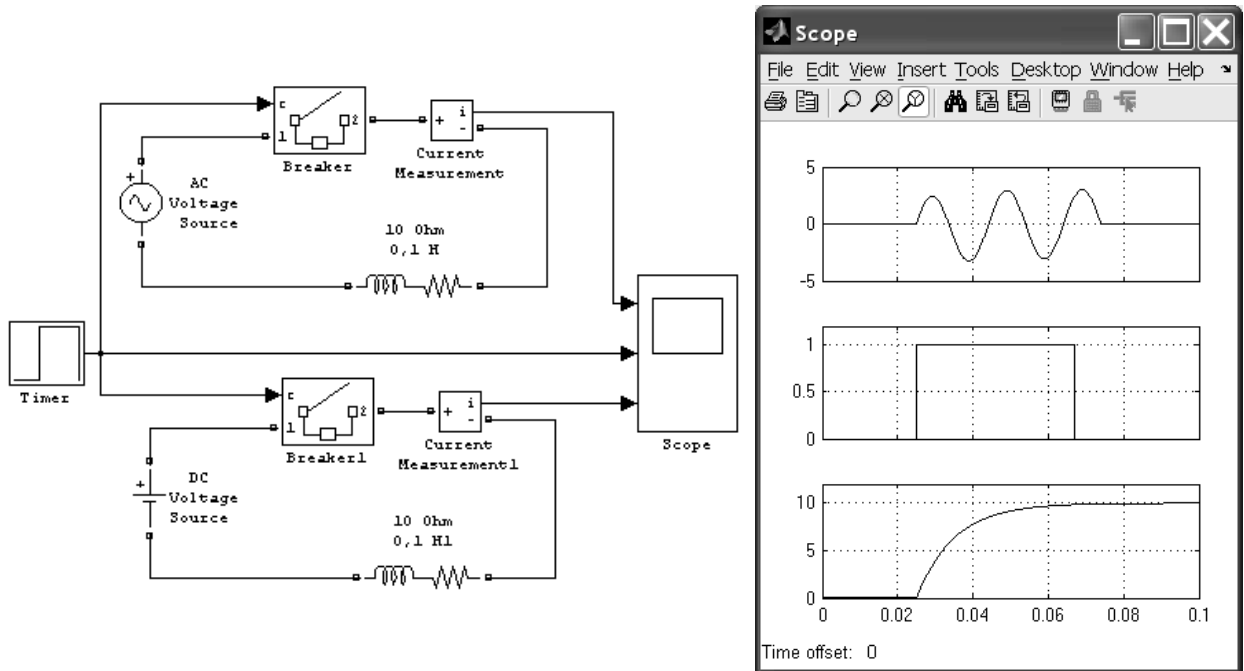 c
1
2
Breaker
+
i
-
Current
Measurement
+
AC
Voltage
Source
10 Ohm
0,1 H
Timer
Scope
c
1
2
Breaker1
+
i
-
Current
Measurement1
+
DC
Voltage
Source
10 Ohm
0,1 H1
Scope
File Edit View Insert Tools Desktop Window Help
5
0
-5
1
0.5
0
10
5
0
0 0.02 0.04 0.06 0.08 0.1
Time offset: 0